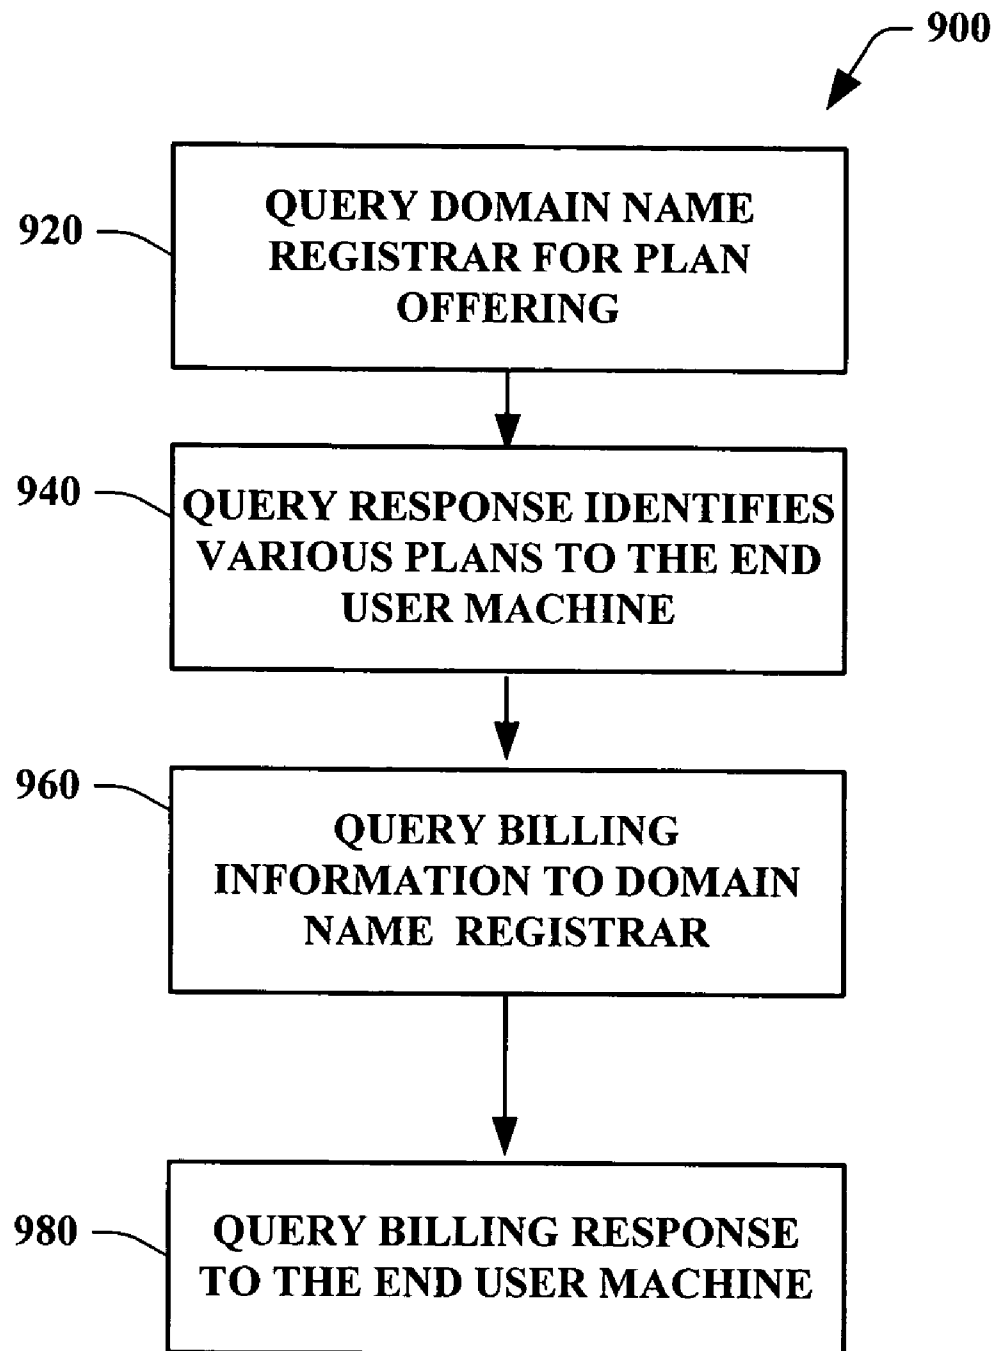 900
920
QUERY DOMAIN NAME
REGISTRAR FOR PLAN
OFFERING
940
QUERY RESPONSE IDENTIFIES
VARIOUS PLANS TO THE END
USER MACHINE
960
QUERY BILLING
INFORMATION TO DOMAIN
NAME REGISTRAR
980
QUERY BILLING RESPONSE
TO THE END USER MACHINE